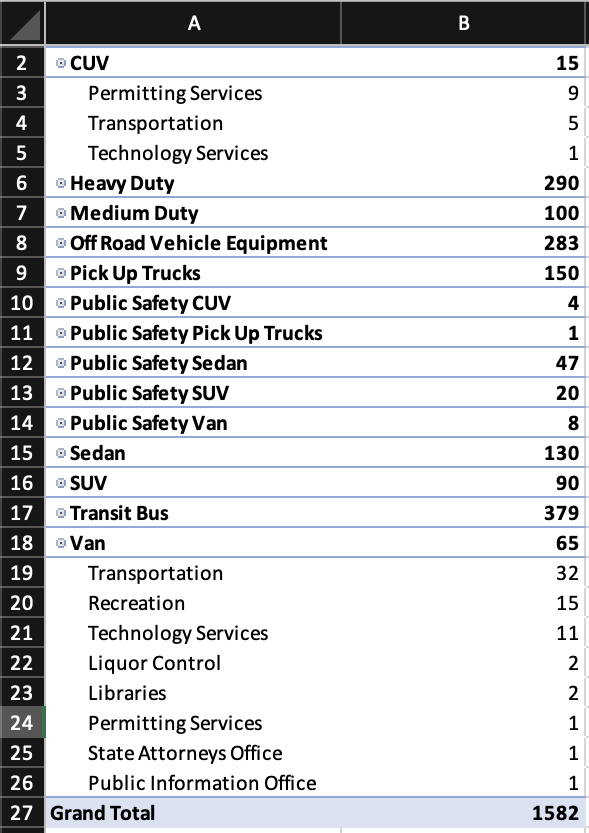 A B
2 CUV 15
3 Permitting Services 9
4 Transportation 5
5 Technology Services 1
6 Heavy Duty 290
7 Medium Duty 100
8 Off Road Vehicle Equipment 283
9 Pick Up Trucks 150
10 Public Safety CUV 4
11 Public Safety Pick Up Trucks 1
12 Public Safety Sedan 47
13 Public Safety SUV 20
14 Public Safety Van 8
15 Sedan 130
16 SUV 90
17 Transit Bus 379
18 Van 65
19 Transportation 32
20 Recreation 15
21 Technology Services 11
22 Liquor Control 2
23 Libraries 2
24 Permitting Services 1
25 State Attorneys Office 1
26 Public Information Office 1
27 Grand Total 1582